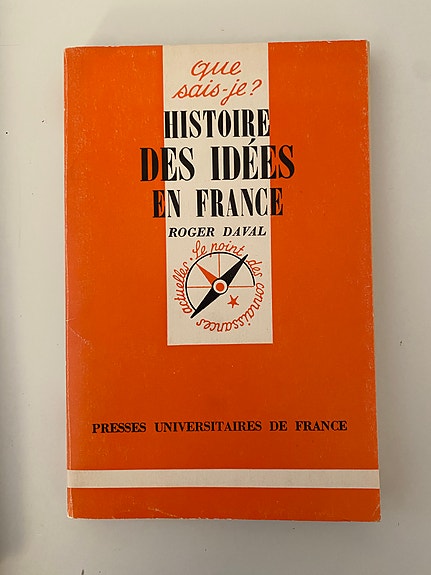 que
sais-je?
HISTOIRE
DES IDÉES
EN FRANCE
ROGER DAVAL
Le point des connaissances actuelles
PRESSES UNIVERSITAIRES DE FRANCE